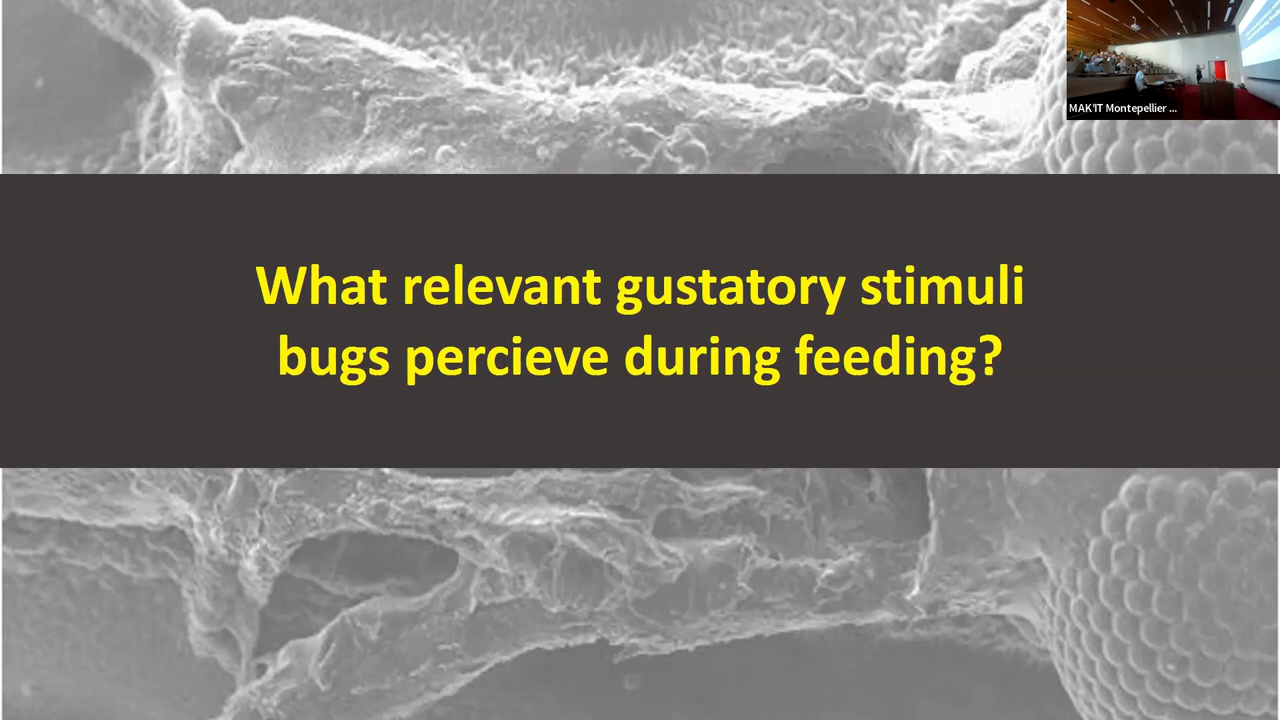 What relevant gustatory stimuli
bugs percieve during feeding?
MAK'IT Montepellier ...